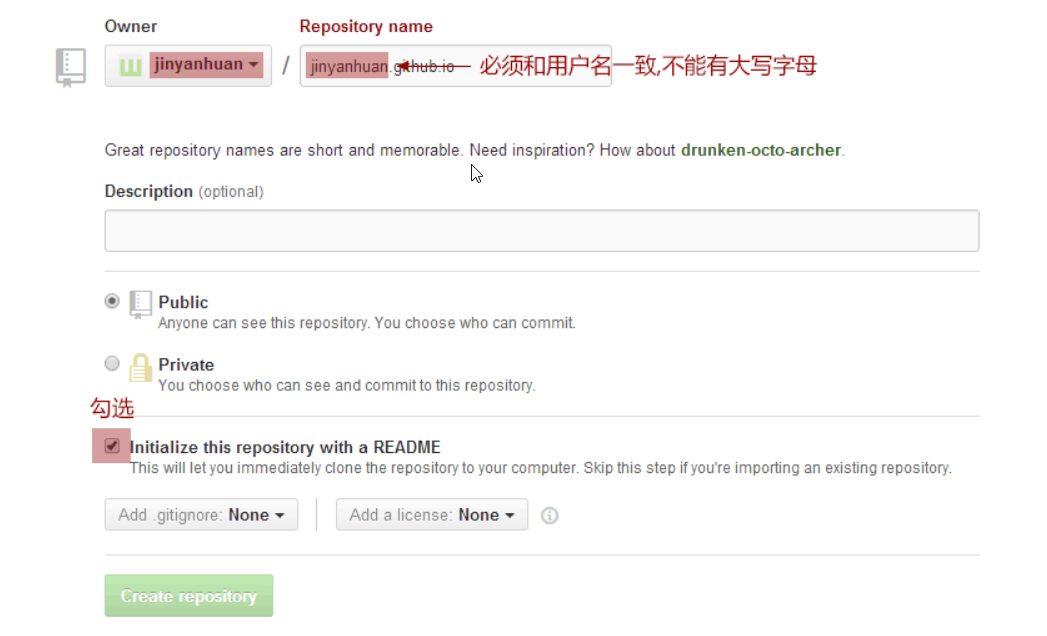 Owner
Repository name
jinyanhuan / jinyanhuan.github.io 必须和用户名一致,不能有大写字母
Great repository names are short and memorable. Need inspiration? How about drunken-octo-archer.
Description (optional)
Public
Anyone can see this repository. You choose who can commit.
Private
You choose who can see and commit to this repository.
勾选
Initialize this repository with a README
This will let you immediately clone the repository to your computer. Skip this step if you're importing an existing repository.
Add .gitignore: None
Add a license: None
Create repository